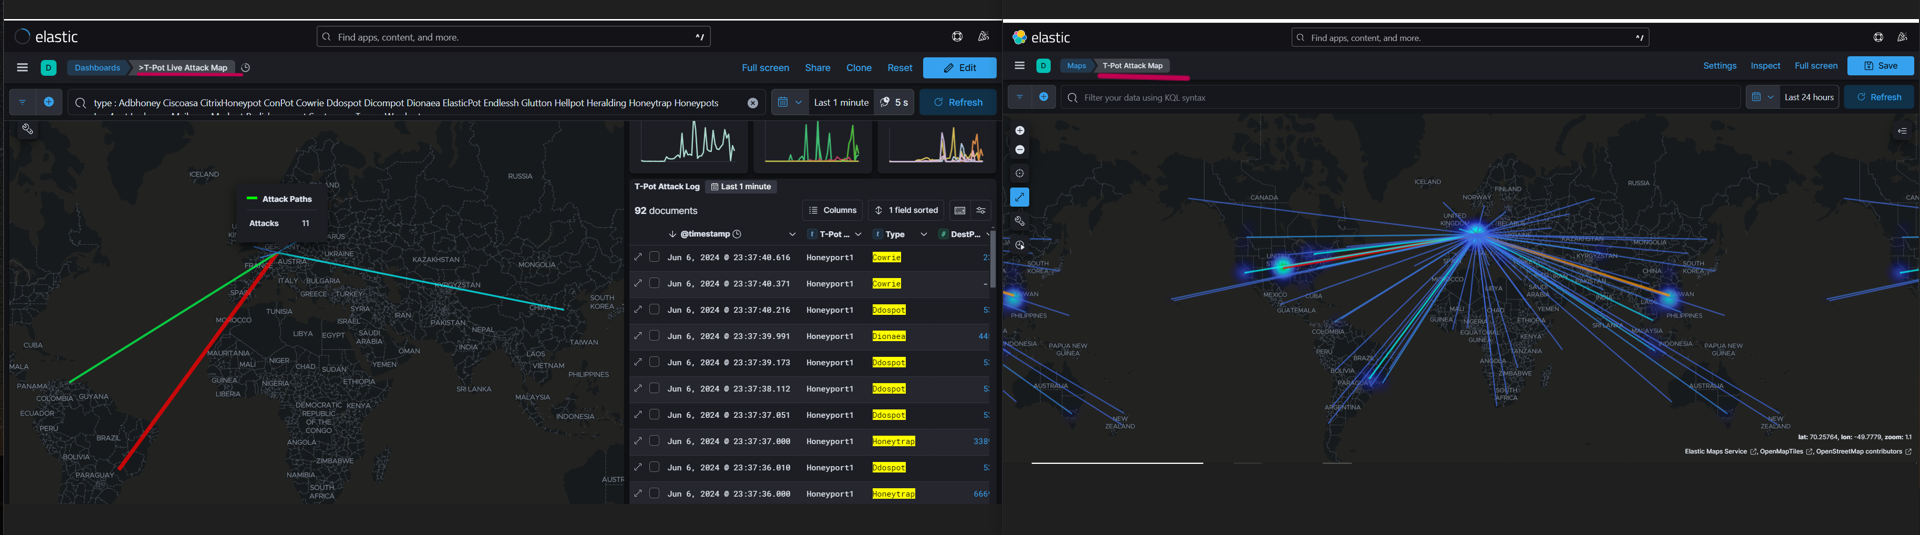 elastic
Find apps, content, and more.
^/
D
Dashboards
>T-Pot Live Attack Map
Full screen
Share
Clone
Reset
Edit
type : Adbhoney Ciscoasa CitrixHoneypot ConPot Cowrie Ddospot Dicompot Dionaea ElasticPot Endlessh Glutton Hellpot Heralding Honeytrap Honeypots
Last 1 minute
5 s
Refresh
ICELAND
RUSSIA
Attack Paths
Attacks 11
UKRAINE
KAZAKHSTAN
MONGOLIA
AUSTRIA
ITALY
BULGARIA
KYRGYZSTAN
SPAIN
GREECE
TURKEY
SOUTH
KOREA
CHINA
SYRIA
TUNISIA
MOROCCO
ISRAEL
IRAN
PAKISTAN
NEPAL
LIBYA
EGYPT
SAUDI
ARABIA
TAIWAN
CUBA
OMAN
INDIA
LAOS
MAURITANIA
MALI
NIGER
CHAD
SUDAN
YEMEN
VIETNAM
PHILIPPINES
PANAMA
GUINEA
NIGERIA
ETHIOPIA
SRI LANKA
COLOMBIA
GUYANA
LIBERIA
MALAYSIA
ECUADOR
DEMOCRATIC
REPUBLIC
OF THE
CONGO
KENYA
INDONESIA
PERU
BRAZIL
ANGOLA
BOLIVIA
ZIMBABWE
PARAGUAY
NAMIBIA
SOUTH
AFRICA
T-Pot Attack Log
Last 1 minute
92 documents
Columns
1 field sorted
@timestamp
T-Pot ...
Type
DestP...
Jun 6, 2024 @ 23:37:40.616 Honeyport1 Cowrie
Jun 6, 2024 @ 23:37:40.371 Honeyport1 Cowrie -
Jun 6, 2024 @ 23:37:40.216 Honeyport1 Ddospot
Jun 6, 2024 @ 23:37:39.991 Honeyport1 Dionaea
Jun 6, 2024 @ 23:37:39.173 Honeyport1 Ddospot
Jun 6, 2024 @ 23:37:38.112 Honeyport1 Ddospot
Jun 6, 2024 @ 23:37:37.051 Honeyport1 Ddospot
Jun 6, 2024 @ 23:37:37.000 Honeyport1 Honeytrap
Jun 6, 2024 @ 23:37:36.010 Honeyport1 Ddospot
Jun 6, 2024 @ 23:37:36.000 Honeyport1 Honeytrap
elastic
Find apps, content, and more.
^/
D
Maps
T-Pot Attack Map
Settings
Inspect
Full screen
Save
Filter your data using KQL syntax
Last 24 hours
Refresh
ICELAND
RUSSIA
CANADA
NORWAY
FINLAND
UNITED
KAZAKHSTAN
MONGOLIA
SOUTH
KOREA
CHINA
SOUTH
KOREA
MEXICO
CUBA
GUATEMALA
LIBYA
SAUDI
ARABIA
PHILIPPINES
PHILIPPINES
MALI
CHAD
YEMEN
GUINEA
NIGERIA
ETHIOPIA
SRI LANKA
MALAYSIA
COLOMBIA
KENYA
INDONESIA
PAPUA NEW
GUINEA
PAPUA NEW
GUINEA
PERU
BRAZIL
TANZANIA
ANGOLA
BOLIVIA
ZIMBABWE
PARAGUAY
AUSTRALIA
AUSTRALIA
SOUTH
AFRICA
ARGENTINA
NEW
ZEALAND
NEW
ZEALAND
lat: 70.25764, lon: -49.7779, zoom: 1.1
Elastic Maps Service , OpenMapTiles , OpenStreetMap contributors